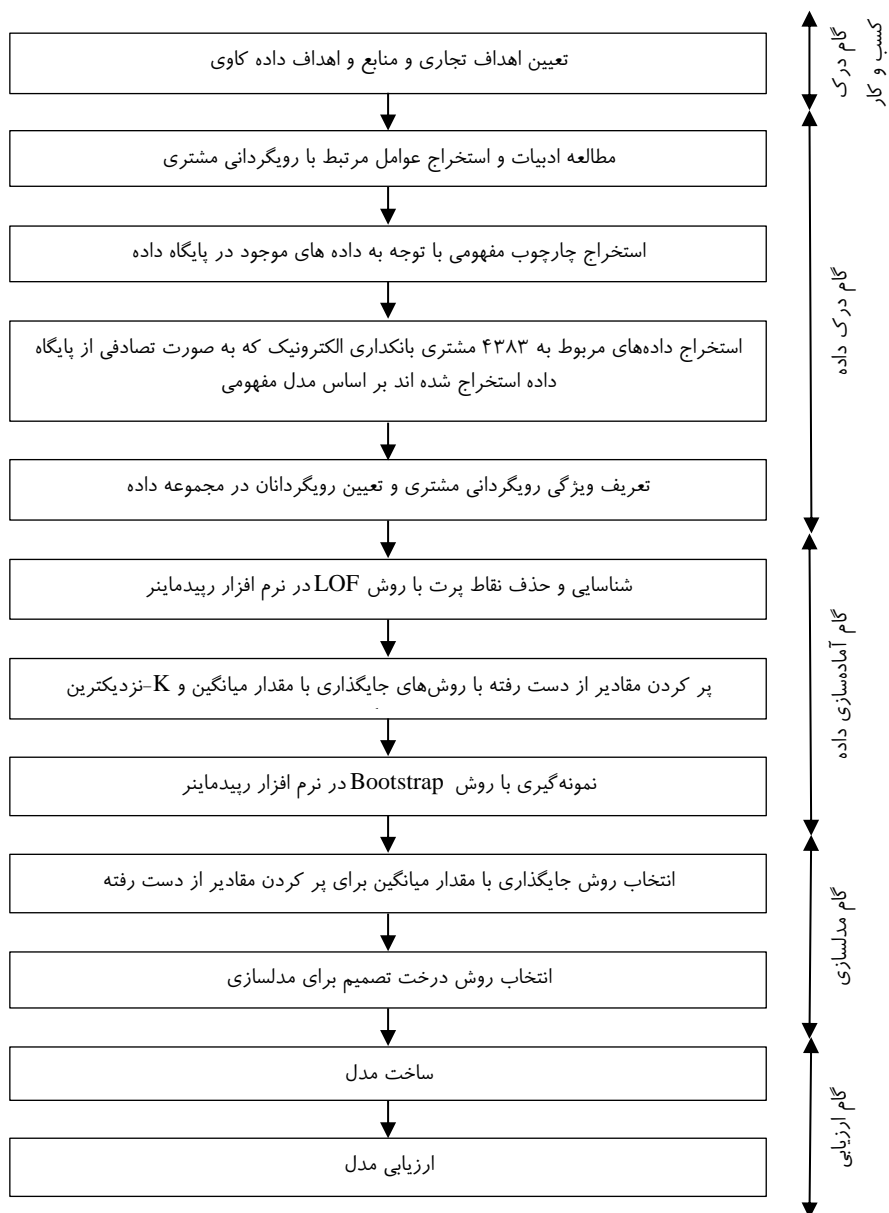 تعیین اهداف تجاری و منابع و اهداف داده کاوی
مطالعه ادبیات و استخراج عوامل مرتبط با رویگردانی مشتری
استخراج چارچوب مفهومی با توجه به داده های موجود در پایگاه داده
استخراج داده‌های مربوط به ۴۳۸۳ مشتری بانکداری الکترونیک که به صورت تصادفی از پایگاه
داده استخراج شده اند بر اساس مدل مفهومی
تعریف ویژگی رویگردانی مشتری و تعیین رویگردانان در مجموعه داده
شناسایی و حذف نقاط پرت با روش LOF در نرم افزار رپیدماینر
پر کردن مقادیر از دست رفته با روش‌های جایگذاری با مقدار میانگین و K-نزدیکترین
نمونه‌گیری با روش Bootstrap در نرم افزار رپیدماینر
انتخاب روش جایگذاری با مقدار میانگین برای پر کردن مقادیر از دست رفته
انتخاب روش درخت تصمیم برای مدلسازی
ساخت مدل
ارزیابی مدل
گام درک
کسب و کار
گام درک داده
گام آماده‌سازی داده
گام مدلسازی
گام ارزیابی